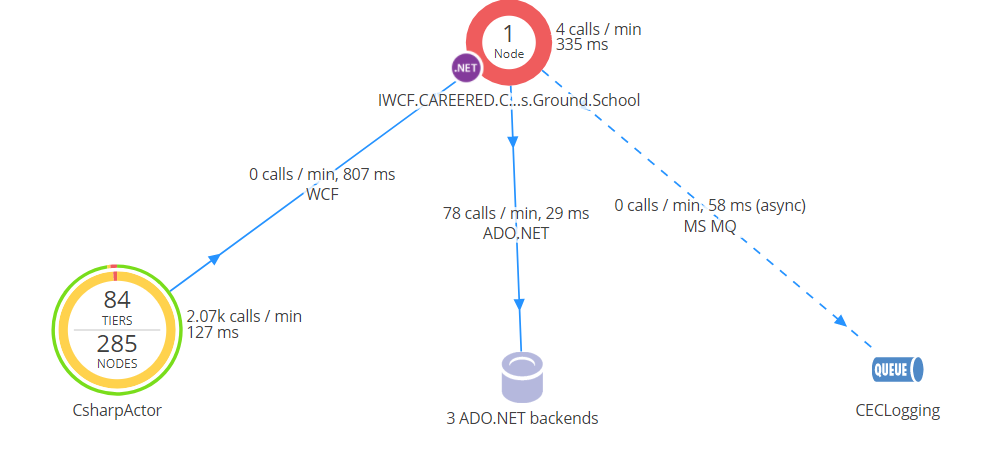 1
Node
4 calls / min
335 ms
.NET
IWCF.CAREERED.C...s.Ground.School
0 calls / min, 807 ms
WCF
78 calls / min, 29 ms
ADO.NET
0 calls / min, 58 ms (async)
MS MQ
84
TIERS
285
NODES
2.07k calls / min
127 ms
CsharpActor
3 ADO.NET backends
QUEUE
CECLogging